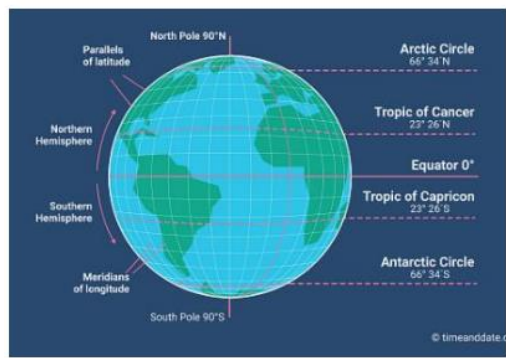 North Pole 90°N
Parallels
of latitude
Northern
Hemisphere
Southern
Hemisphere
Meridians
of longitude
South Pole 90°S
Arctic Circle
66° 34´N
Tropic of Cancer
23° 26´N
Equator 0°
Tropic of Capricon
23° 26´S
Antarctic Circle
66° 34´S
© timeanddate.c